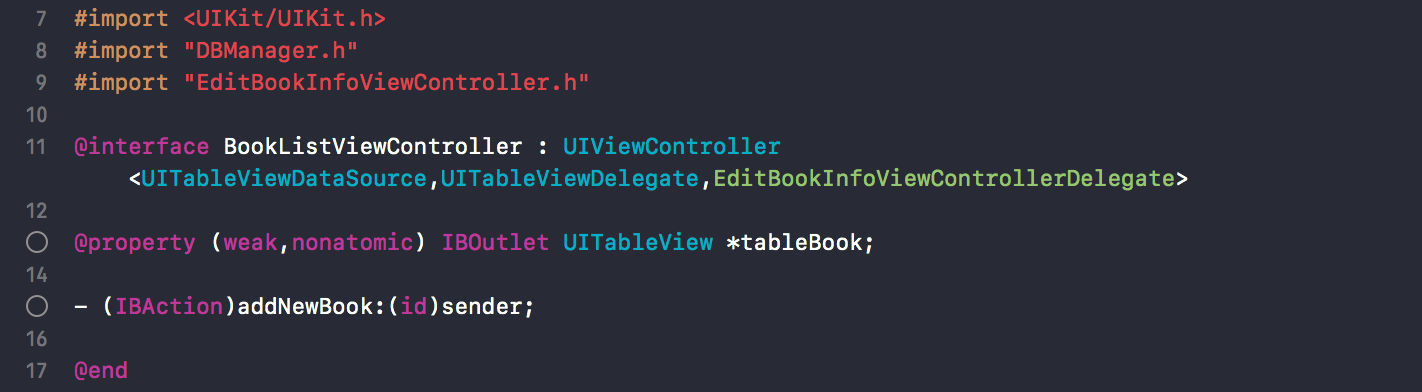 7 #import <UIKit/UIKit.h>
8 #import "DBManager.h"
9 #import "EditBookInfoViewController.h"
10
11 @interface BookListViewController : UIViewController
<UITableViewDataSource,UITableViewDelegate,EditBookInfoViewControllerDelegate>
12
@property (weak,nonatomic) IBOutlet UITableView *tableBook;
14
- (IBAction)addNewBook:(id)sender;
16
17 @end